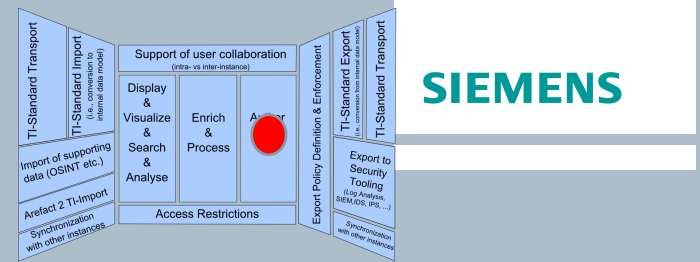 TI-Standard Transport
TI-Standard Import
(i.e., conversion to
internal data model)
Import of supporting
data (OSINT etc.)
Arefact 2 TI-Import
Synchronization
with other instances
Support of user collaboration
(intra- vs inter-instance)
Display
&
Visualize
&
Search
&
Analyse
Enrich
&
Process
Access Restrictions
Export Policy Definition & Enforcement
TI-Standard Export
(i.e., conversion from internal data model)
TI-Standard Transport
Export to
Security
Tooling
(Log Analysis,
SIEM,IDS, IPS, ...)
Synchronization
with other instances
SIEMENS